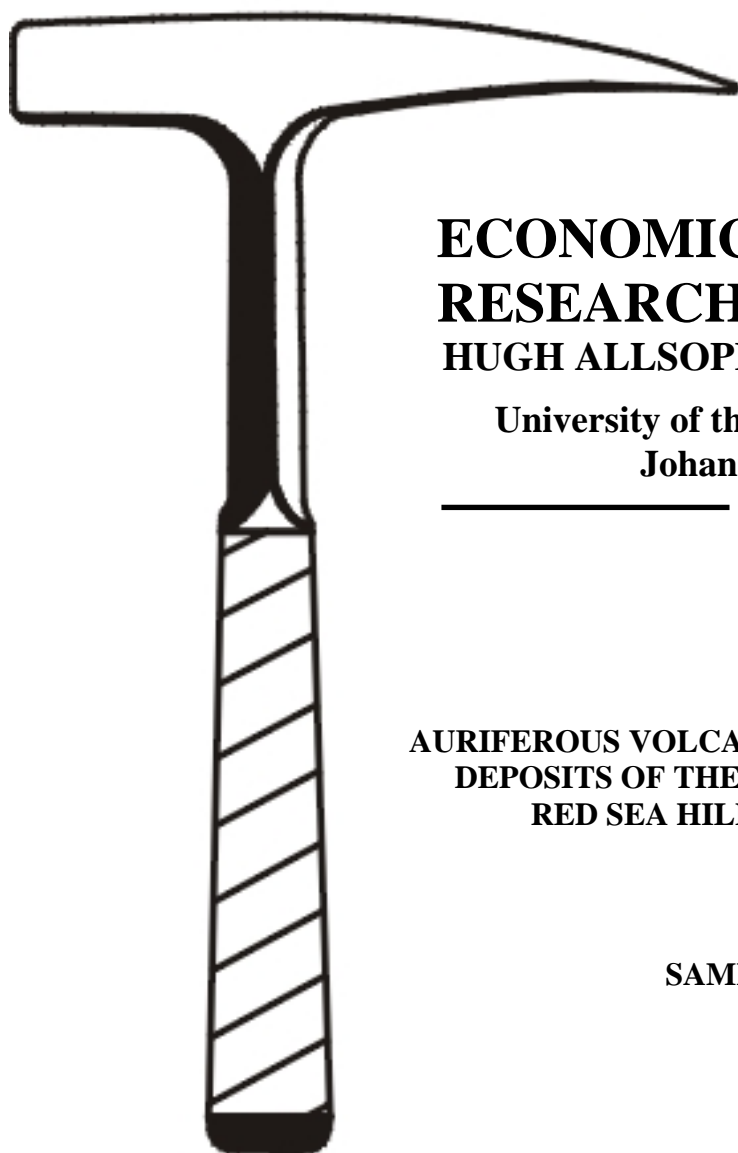 ECONOMIC
RESEARCH
HUGH ALLSOP
University of th
Johan
AURIFEROUS VOLCA
DEPOSITS OF THE
RED SEA HIL
SAM